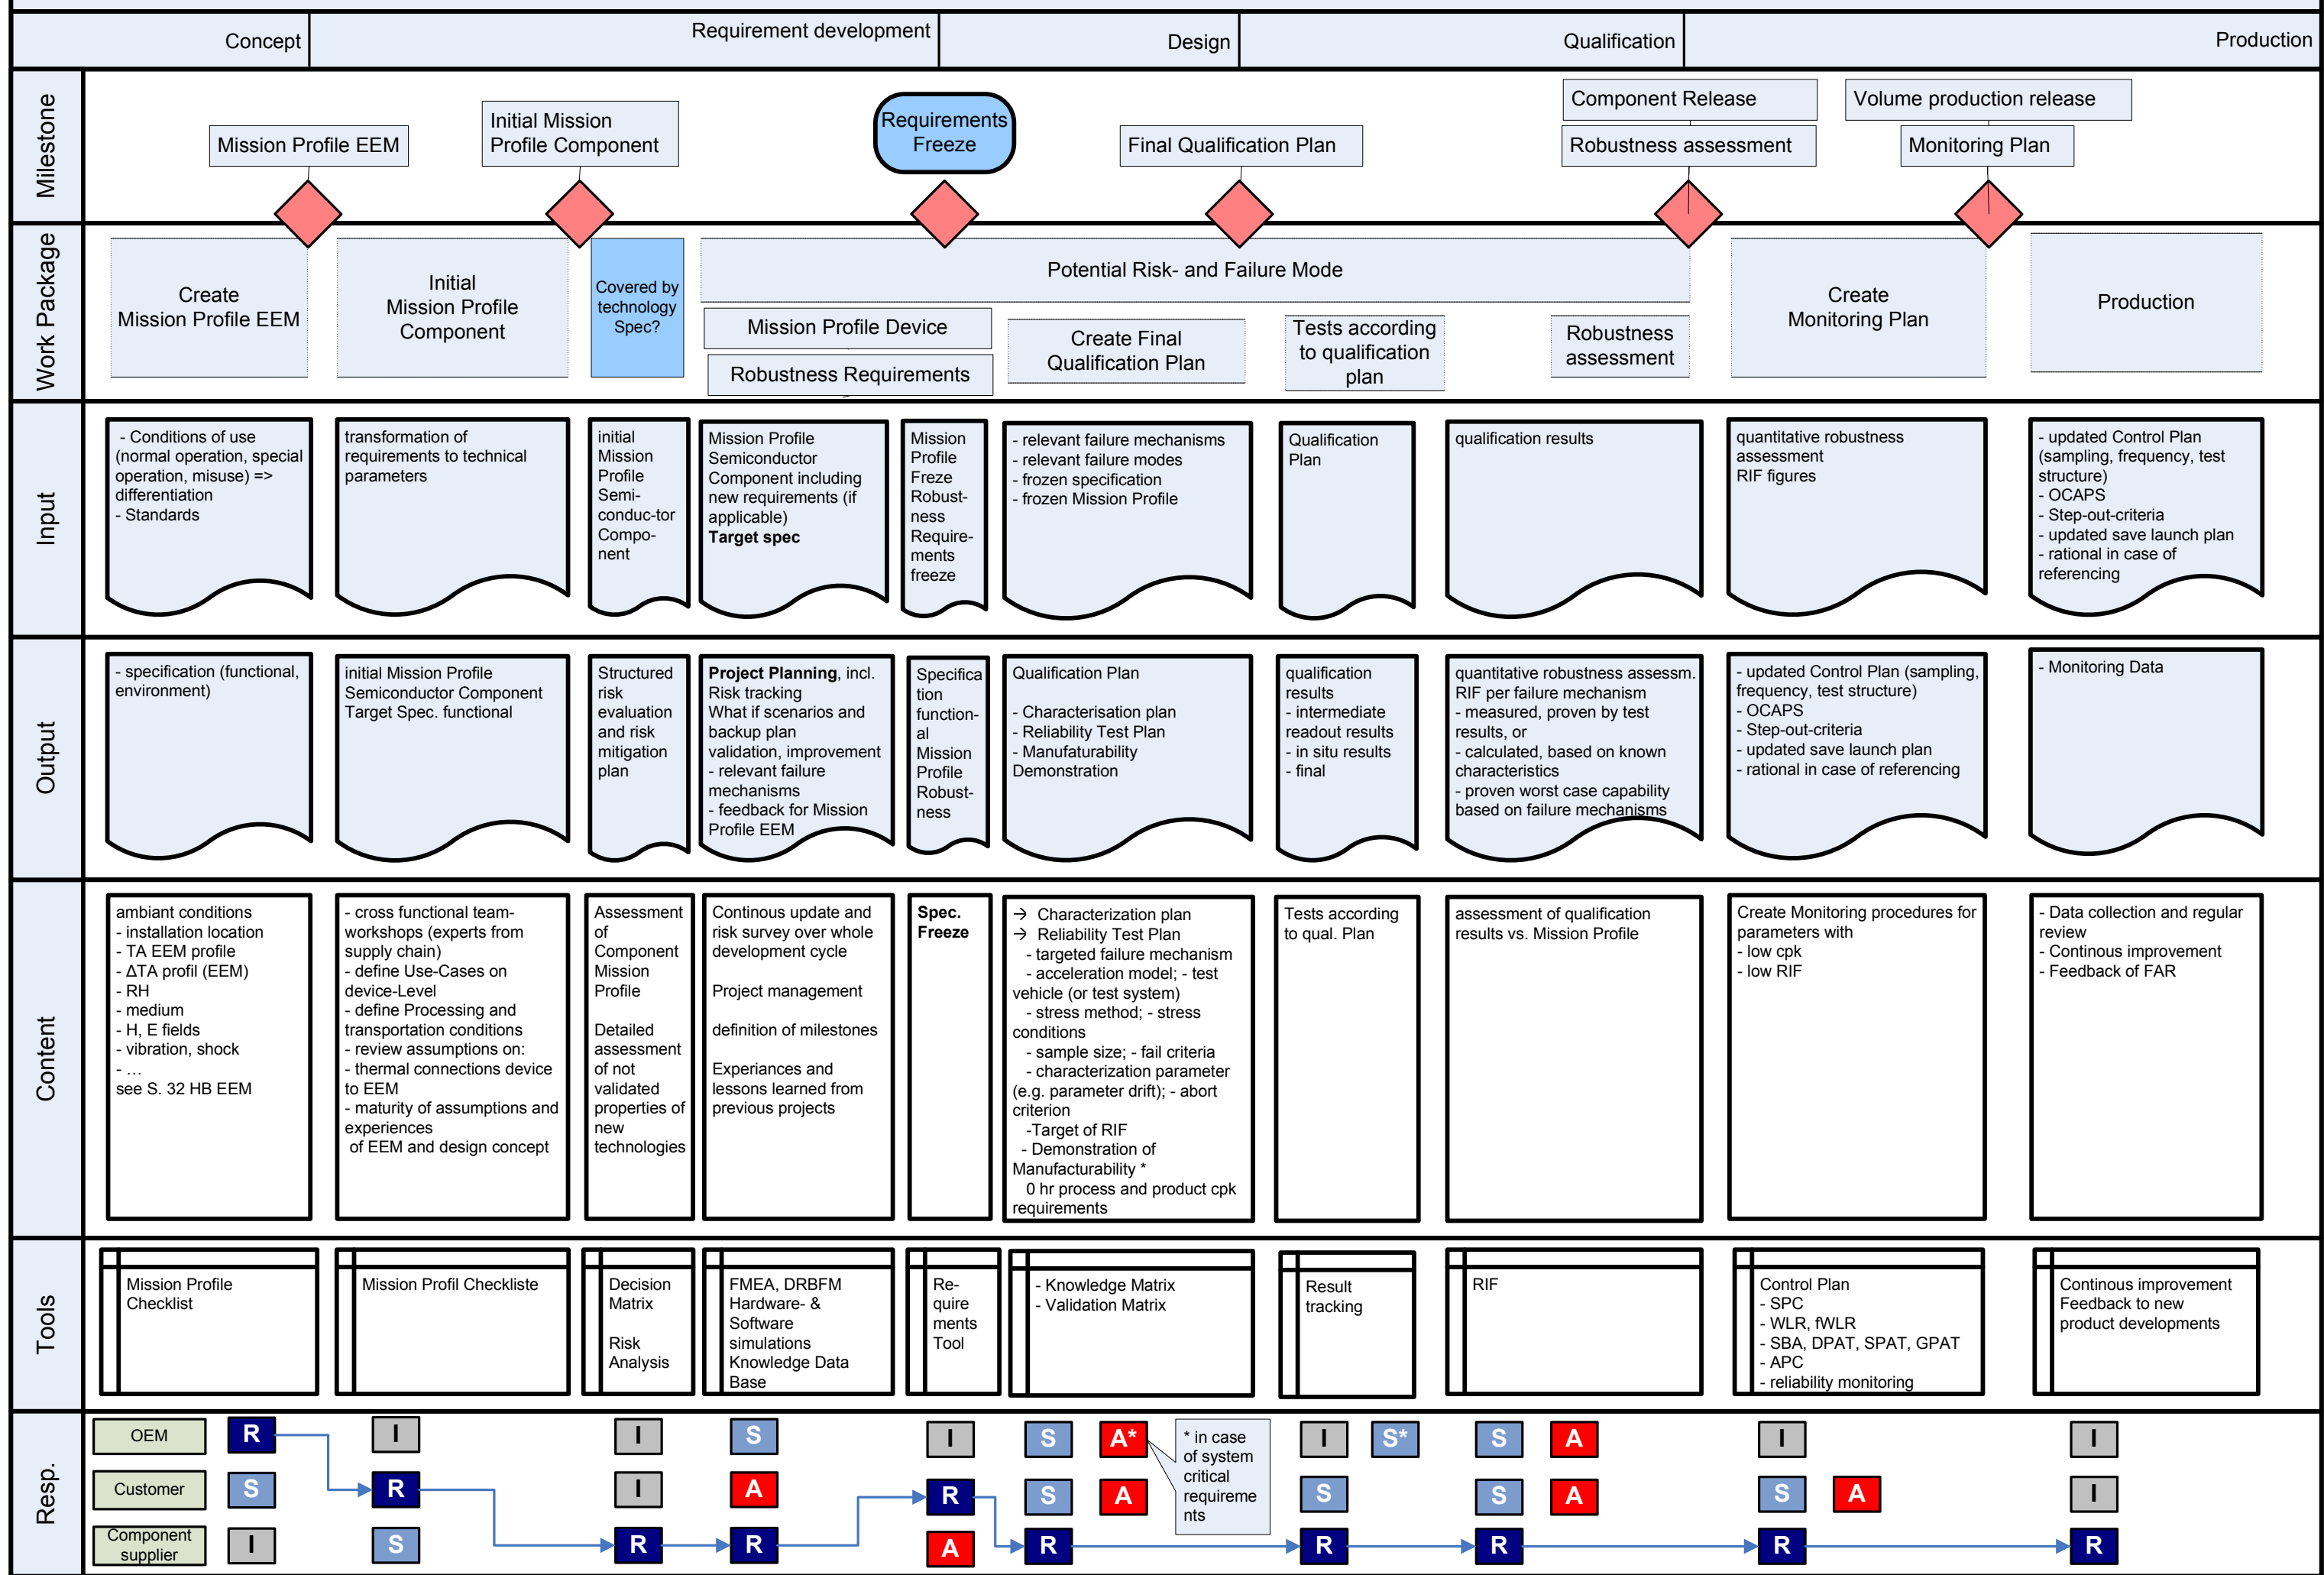 Concept
Requirement development
Design
Qualification
Production
Milestone
Mission Profile EEM
Initial Mission
Profile Component
Requirements
Freeze
Final Qualification Plan
Component Release
Robustness assessment
Volume production release
Monitoring Plan
Work Package
Create
Mission Profile EEM
Initial
Mission Profile
Component
Covered by
technology
Spec?
Potential Risk- and Failure Mode
Mission Profile Device
Robustness Requirements
Create Final
Qualification Plan
Tests according
to qualification
plan
Robustness
assessment
Create
Monitoring Plan
Production
Input
- Conditions of use
(normal operation, special
operation, misuse) =>
differentiation
- Standards
transformation of
requirements to technical
parameters
initial
Mission
Profile
Semi-
conduc-tor
Compo-
nent
Mission Profile
Semiconductor
Component including
new requirements (if
applicable)
Target spec
Mission
Profile
Freze
Robust-
ness
Require-
ments
freeze
- relevant failure mechanisms
- relevant failure modes
- frozen specification
- frozen Mission Profile
Qualification
Plan
qualification results
quantitative robustness
assessment
RIF figures
- updated Control Plan
(sampling, frequency, test
structure)
- OCAPS
- Step-out-criteria
- updated save launch plan
- rational in case of
referencing
Output
- specification (functional,
environment)
initial Mission Profile
Semiconductor Component
Target Spec. functional
Structured
risk
evaluation
and risk
mitigation
plan
Project Planning, incl.
Risk tracking
What if scenarios and
backup plan
validation, improvement
- relevant failure
mechanisms
- feedback for Mission
Profile EEM
Specifica
tion
function-
al
Mission
Profile
Robust-
ness
Qualification Plan
- Characterisation plan
- Reliability Test Plan
- Manufaturability
Demonstration
qualification
results
- intermediate
readout results
- in situ results
- final
quantitative robustness assessm.
RIF per failure mechanism
- measured, proven by test
results, or
- calculated, based on known
characteristics
- proven worst case capability
based on failure mechanisms
- updated Control Plan (sampling,
frequency, test structure)
- OCAPS
- Step-out-criteria
- updated save launch plan
- rational in case of referencing
- Monitoring Data
Content
ambiant conditions
- installation location
- TA EEM profile
- ΔTA profil (EEM)
- RH
- medium
- H, E fields
- vibration, shock
- …
see S. 32 HB EEM
- cross functional team-
workshops (experts from
supply chain)
- define Use-Cases on
device-Level
- define Processing and
transportation conditions
- review assumptions on:
- thermal connections device
to EEM
- maturity of assumptions and
experiences
of EEM and design concept
Assessment
of
Component
Mission
Profile
Detailed
assessment
of not
validated
properties of
new
technologies
Continous update and
risk survey over whole
development cycle
Project management
definition of milestones
Experiances and
lessons learned from
previous projects
Spec.
Freeze
→ Characterization plan
→ Reliability Test Plan
- targeted failure mechanism
- acceleration model; - test
vehicle (or test system)
- stress method; - stress
conditions
- sample size; - fail criteria
- characterization parameter
(e.g. parameter drift); - abort
criterion
-Target of RIF
- Demonstration of
Manufacturability *
0 hr process and product cpk
requirements
Tests according
to qual. Plan
assessment of qualification
results vs. Mission Profile
Create Monitoring procedures for
parameters with
- low cpk
- low RIF
- Data collection and regular
review
- Continous improvement
- Feedback of FAR
Tools
Mission Profile
Checklist
Mission Profil Checkliste
Decision
Matrix
Risk
Analysis
FMEA, DRBFM
Hardware- &
Software
simulations
Knowledge Data
Base
Re-
quire
ments
Tool
- Knowledge Matrix
- Validation Matrix
Result
tracking
RIF
Control Plan
- SPC
- WLR, fWLR
- SBA, DPAT, SPAT, GPAT
- APC
- reliability monitoring
Continous improvement
Feedback to new
product developments
Resp.
OEM
R
I
I
S
I
S
A*
* in case
of system
critical
requireme
nts
I
S*
S
A
I
I
Customer
S
R
I
A
R
S
A
S
S
A
S
A
I
Component
supplier
I
S
R
R
A
R
R
R
R
R